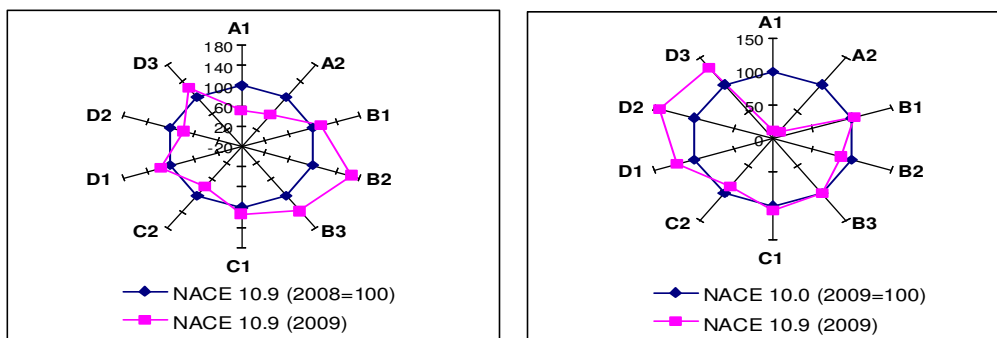 A1
180
D3
140
A2
100
D2
60
B1
20
-20
D1
B2
C2
B3
C1
NACE 10.9 (2008=100)
NACE 10.9 (2009)
A1
150
D3
A2
100
D2
B1
50
0
D1
B2
C2
B3
C1
NACE 10.0 (2009=100)
NACE 10.9 (2009)